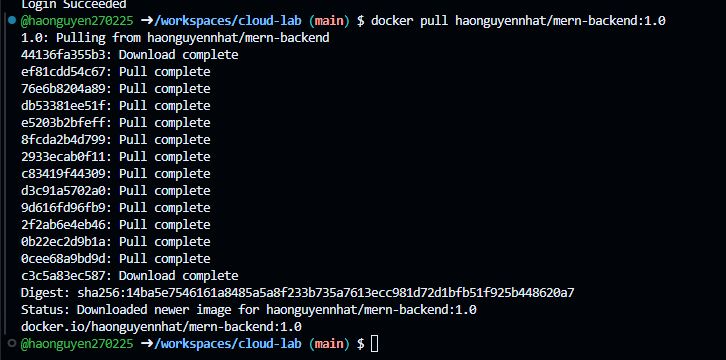 Login Succeeded
@haonguyen270225 ➜/workspaces/cloud-lab (main) $ docker pull haonguyennhat/mern-backend:1.0
1.0: Pulling from haonguyennhat/mern-backend
44136fa355b3: Download complete
ef81cdd54c67: Pull complete
76e6b8204a89: Pull complete
db53381ee51f: Pull complete
e5203b2bfeff: Pull complete
8fcda2b4d799: Pull complete
2933ecab0f11: Pull complete
c83419f44309: Pull complete
d3c91a5702a0: Pull complete
9d616fd96fb9: Pull complete
2f2ab6e4eb46: Pull complete
0b22ec2d9b1a: Pull complete
0cee68a9bd9d: Pull complete
c3c5a83ec587: Download complete
Digest: sha256:14ba5e7546161a8485a5a8f233b735a7613ecc981d72d1bfb51f925b448620a7
Status: Downloaded newer image for haonguyennhat/mern-backend:1.0
docker.io/haonguyennhat/mern-backend:1.0
@haonguyen270225 ➜/workspaces/cloud-lab (main) $